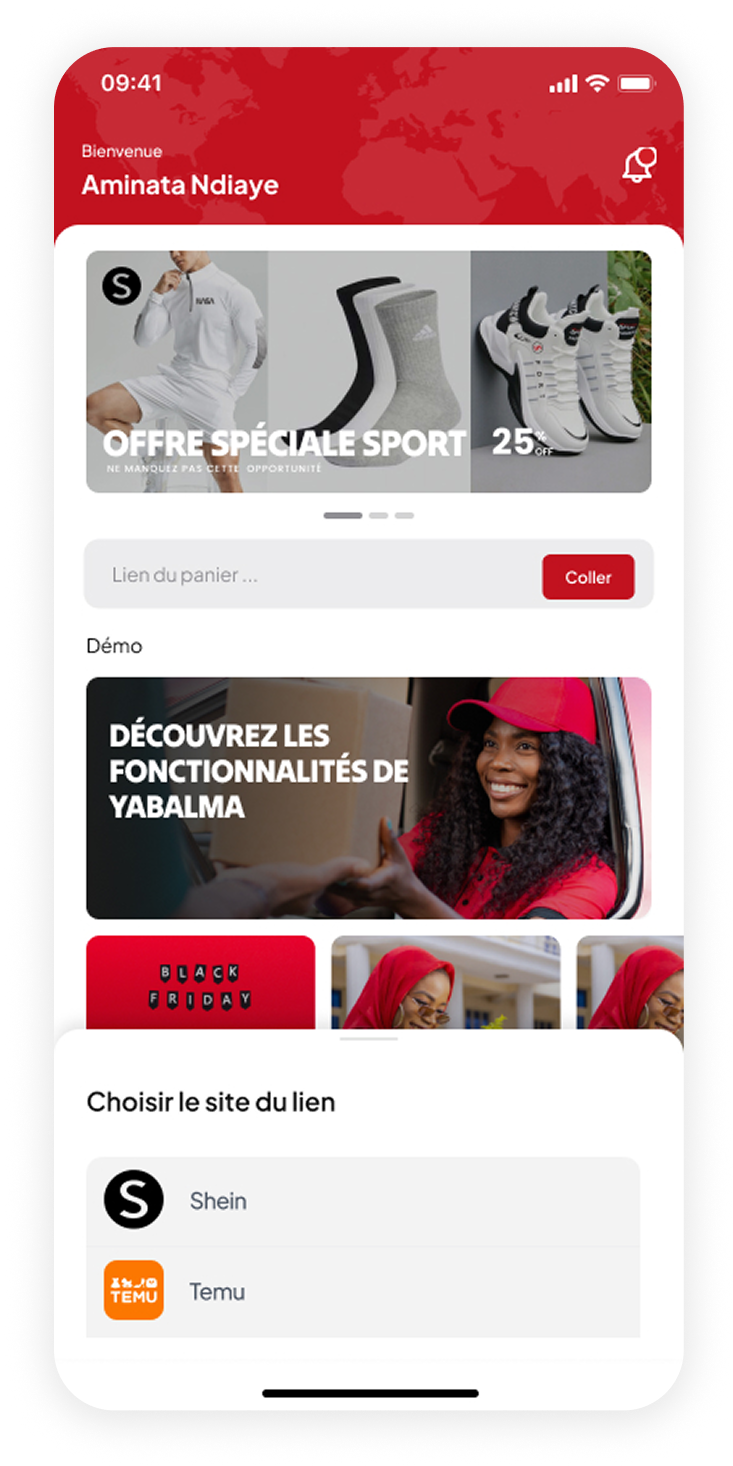 09:41
Bienvenue
Aminata Ndiaye
S
NASA
OFFRE SPÉCIALE SPORT 25% OFF
NE MANQUEZ PAS CETTE OPPORTUNITÉ
Lien du panier ...
Coller
Démo
DÉCOUVREZ LES
FONCTIONNALITÉS DE
YABALMA
BLACK
FRIDAY
Choisir le site du lien
S
Shein
TEMU
Temu